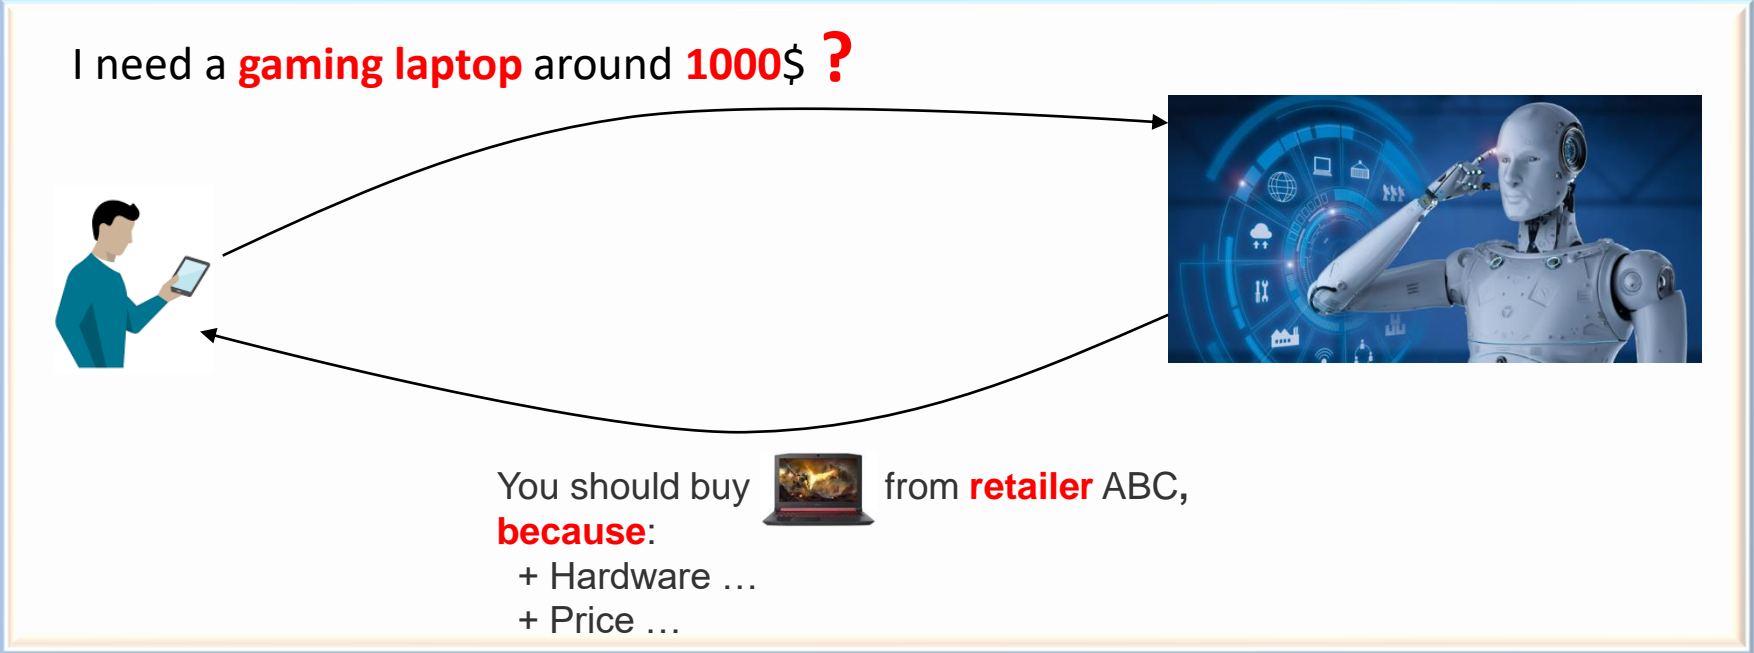 I need a gaming laptop around 1000$ ?
You should buy from retailer ABC,
because:
+ Hardware …
+ Price …